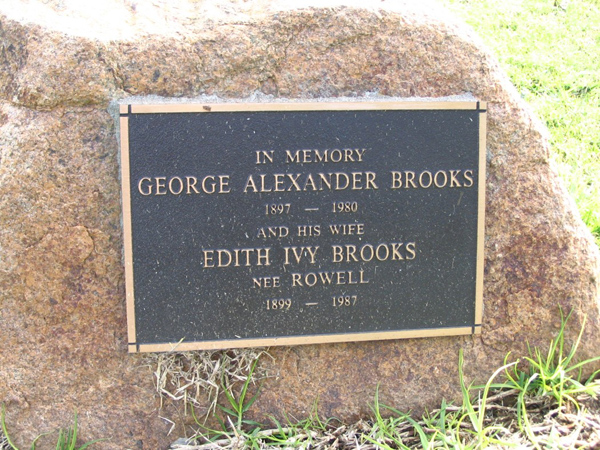 IN MEMORY
GEORGE ALEXANDER BROOKS
1897 — 1980
AND HIS WIFE
EDITH IVY BROOKS
NEE ROWELL
1899 — 1987